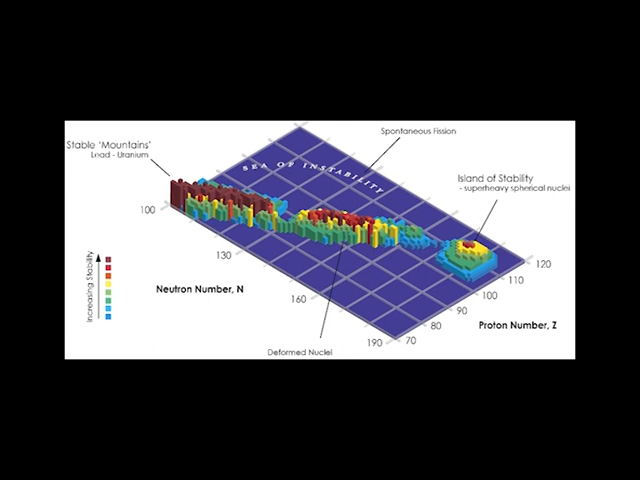 Spontaneous Fission
Stable 'Mountains'
Lead - Uranium
SEA OF INSTABILITY
Island of Stability
- superheavy spherical nuclei
100
130
160
190
Neutron Number, N
Increasing Stability
120
110
100
90
80
70
Proton Number, Z
Deformed Nuclei